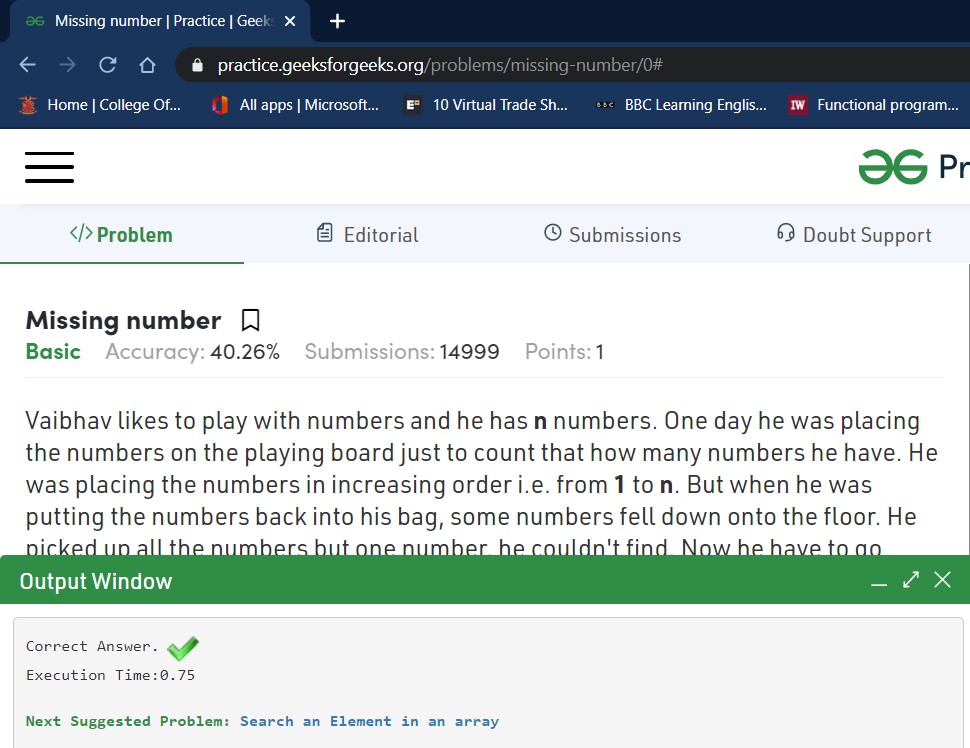 Missing number | Practice | Geek
practice.geeksforgeeks.org/problems/missing-number/0#
Home | College Of... All apps | Microsoft... 10 Virtual Trade Sh... BBC BBC Learning Englis... IW Functional program...
Pr
</> Problem Editorial Submissions Doubt Support
Missing number
Basic Accuracy: 40.26% Submissions: 14999 Points: 1
Vaibhav likes to play with numbers and he has n numbers. One day he was placing
the numbers on the playing board just to count that how many numbers he have. He
was placing the numbers in increasing order i.e. from 1 to n. But when he was
putting the numbers back into his bag, some numbers fell down onto the floor. He
picked up all the numbers but one number, he couldn't find. Now he have to go
Output Window
Correct Answer.
Execution Time:0.75
Next Suggested Problem: Search an Element in an array